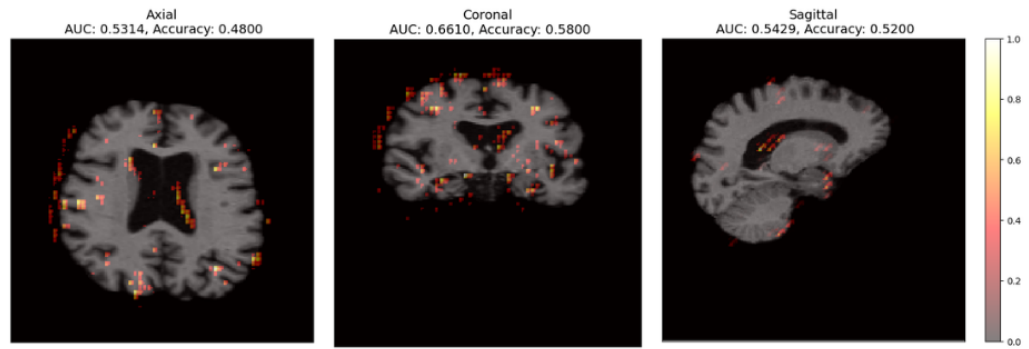 Axial
AUC: 0.5314, Accuracy: 0.4800
Coronal
AUC: 0.6610, Accuracy: 0.5800
Sagittal
AUC: 0.5429, Accuracy: 0.5200
1.0
0.8
0.6
0.4
0.2
0.0